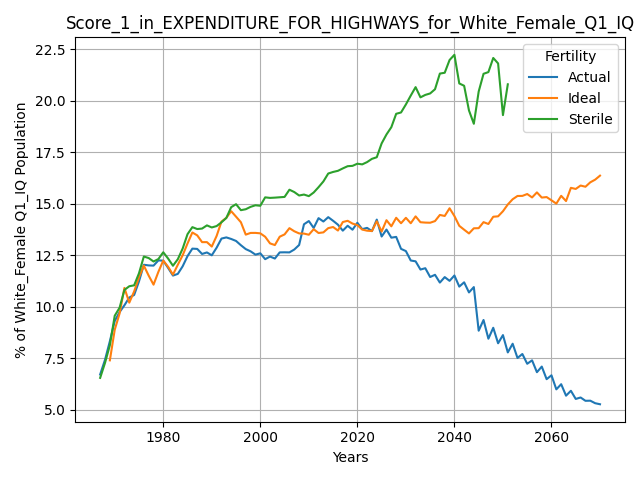 Score_1_in_EXPENDITURE_FOR_HIGHWAYS_for_White_Female_Q1_IQ
22.5
20.0
17.5
15.0
12.5
10.0
7.5
5.0
% of White_Female Q1_IQ Population
Fertility
Actual
Ideal
Sterile
1980
2000
2020
2040
2060
Years